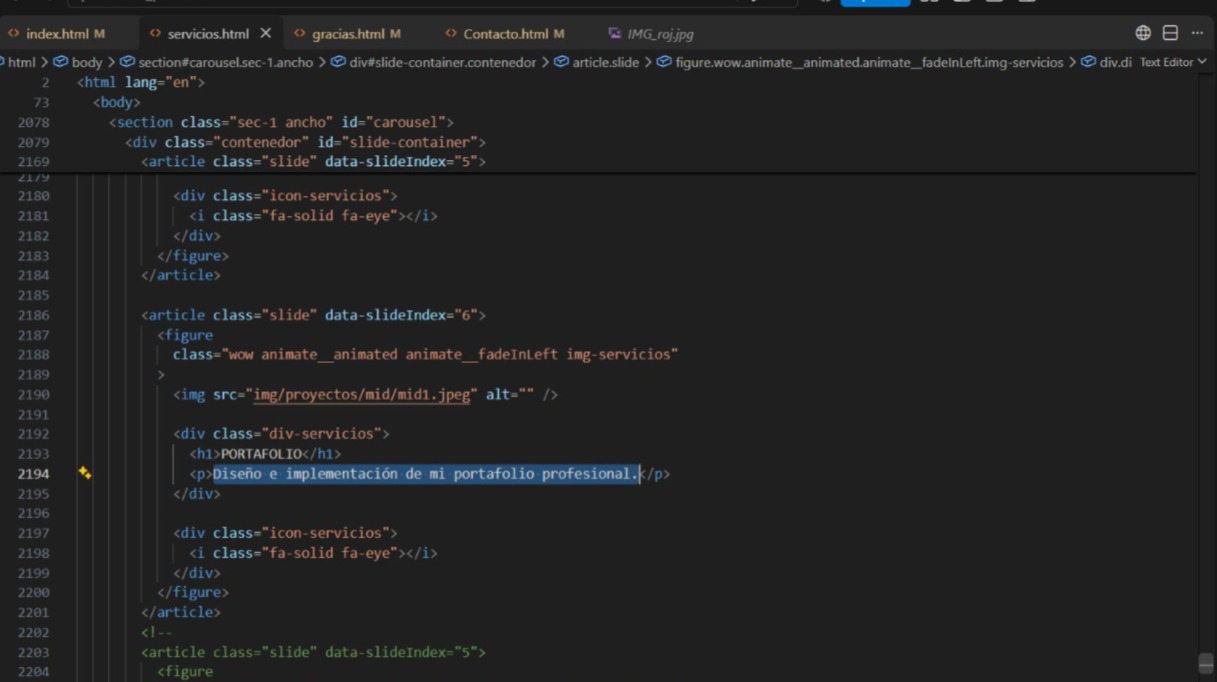 index.html M servicios.html gracias.html M Contacto.html M IMG_roj.jpg
html > body > section#carousel.sec-1.ancho > div#slide-container.contenedor > article.slide > figure.wow.animate__animated.animate__fadeInLeft.img-servicios > div.di Text Editor
2 <html lang="en">
73 <body>
2078 <section class="sec-1 ancho" id="carousel">
2079 <div class="contenedor" id="slide-container">
2169 <article class="slide" data-slideIndex="5">
2179
2180 <div class="icon-servicios">
2181 <i class="fa-solid fa-eye"></i>
2182 </div>
2183 </figure>
2184 </article>
2185
2186 <article class="slide" data-slideIndex="6">
2187 <figure
2188 class="wow animate__animated animate__fadeInLeft img-servicios"
2189 >
2190 <img src="img/proyectos/mid/mid1.jpeg" alt="" />
2191
2192 <div class="div-servicios">
2193 <h1>PORTAFOLIO</h1>
2194 <p>Diseño e implementación de mi portafolio profesional.</p>
2195 </div>
2196
2197 <div class="icon-servicios">
2198 <i class="fa-solid fa-eye"></i>
2199 </div>
2200 </figure>
2201 </article>
2202 <!--
2203 <article class="slide" data-slideIndex="5">
2204 <figure